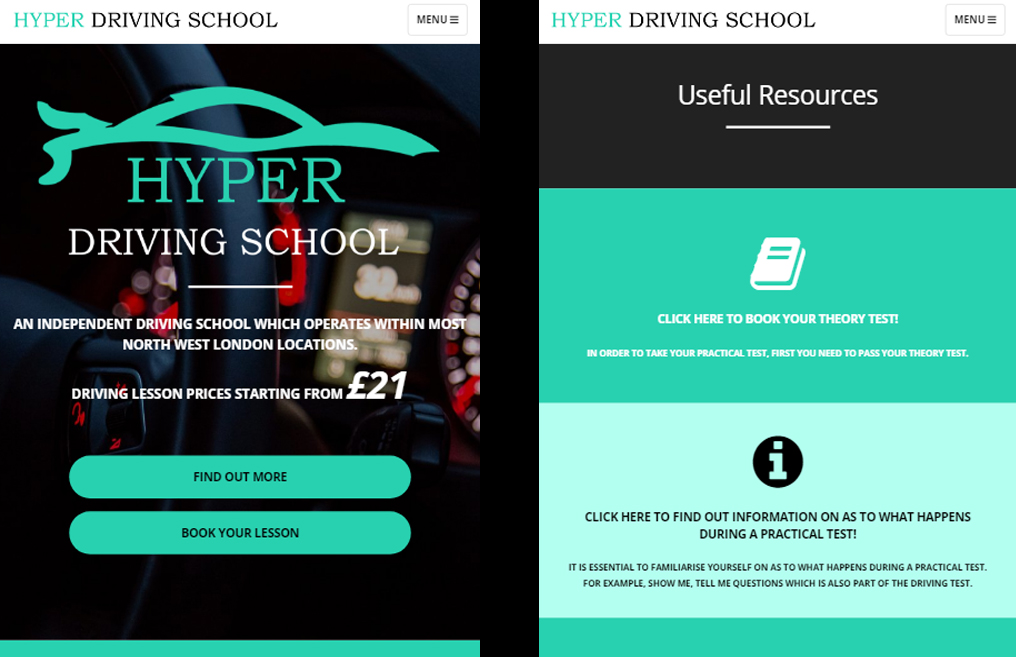 HYPER DRIVING SCHOOL
MENU
HYPER
DRIVING SCHOOL
AN INDEPENDENT DRIVING SCHOOL WHICH OPERATES WITHIN MOST
NORTH WEST LONDON LOCATIONS.
DRIVING LESSON PRICES STARTING FROM £21
FIND OUT MORE
BOOK YOUR LESSON
HYPER DRIVING SCHOOL
MENU
Useful Resources
CLICK HERE TO BOOK YOUR THEORY TEST!
IN ORDER TO TAKE YOUR PRACTICAL TEST, FIRST YOU NEED TO PASS YOUR THEORY TEST.
CLICK HERE TO FIND OUT INFORMATION ON AS TO WHAT HAPPENS
DURING A PRACTICAL TEST!
IT IS ESSENTIAL TO FAMILIARISE YOURSELF ON AS TO WHAT HAPPENS DURING A PRACTICAL TEST.
FOR EXAMPLE, SHOW ME, TELL ME QUESTIONS WHICH IS ALSO PART OF THE DRIVING TEST.